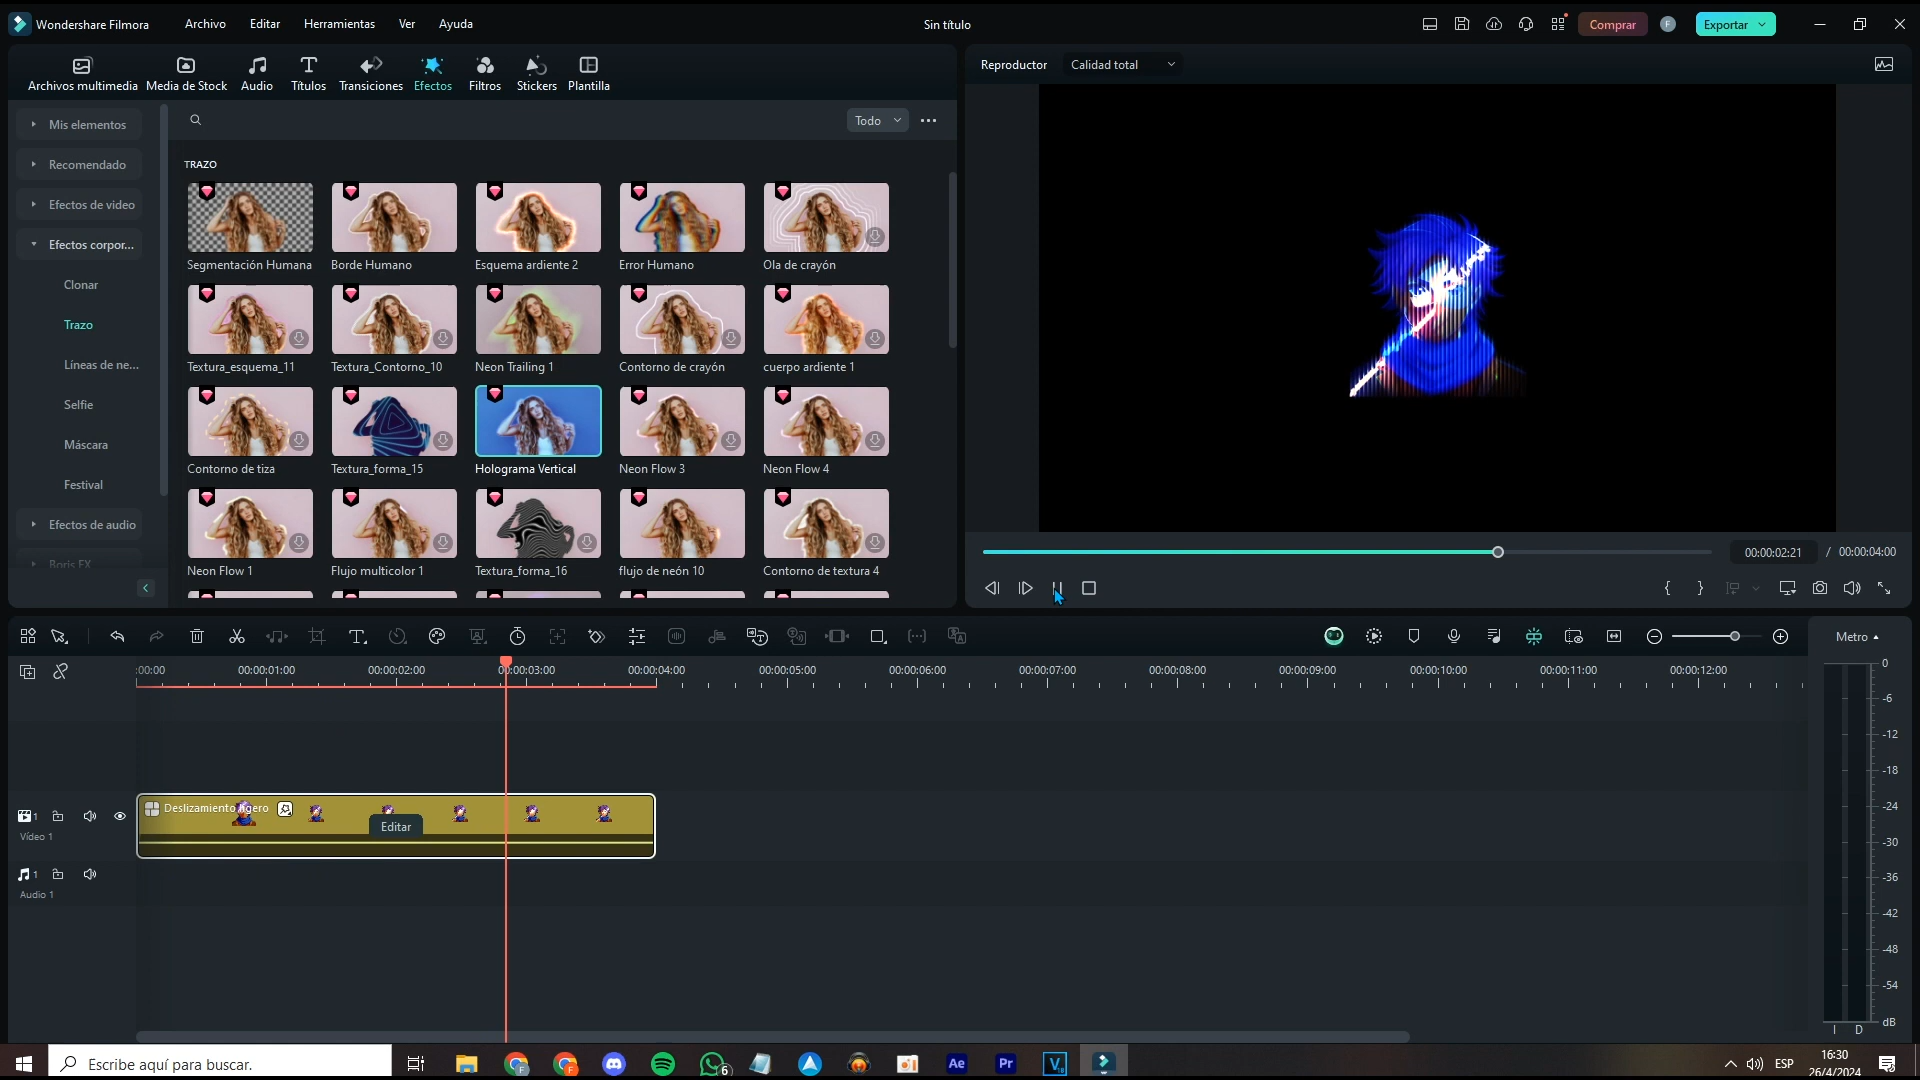 Wondershare Filmora
Archivo
Editar
Herramientas
Ver
Ayuda
Sin título
Comprar
F
Exportar
Archivos multimedia
Media de Stock
Audio
Títulos
Transiciones
Efectos
Filtros
Stickers
Plantilla
Reproductor
Calidad total
Mis elementos
Recomendado
Efectos de video
Efectos corpor...
Clonar
Trazo
Líneas de ne...
Selfie
Máscara
Festival
Efectos de audio
Boris FX
Todo
TRAZO
Segmentación Humana
Borde Humano
Esquema ardiente 2
Error Humano
Ola de crayón
Textura_esquema_11
Textura_Contorno_10
Neon Trailing 1
Contorno de crayón
cuerpo ardiente 1
Contorno de tiza
Textura_forma_15
Holograma Vertical
Neon Flow 3
Neon Flow 4
Neon Flow 1
Flujo multicolor 1
Textura_forma_16
flujo de neón 10
Contorno de textura 4
00:00:02:21 / 00:00:04:00
Metro
:00:00
00:00:01:00
00:00:02:00
00:00:03:00
00:00:04:00
00:00:05:00
00:00:06:00
00:00:07:00
00:00:08:00
00:00:09:00
00:00:10:00
00:00:11:00
00:00:12:00
1
Vídeo 1
Deslizamiento ligero
Editar
1
Audio 1
0
-6
-12
-18
-24
-30
-36
-42
-48
-54
dB
I D
Escribe aquí para buscar.
6
Ae
Pr
V
ESP
16:30
26/4/2024